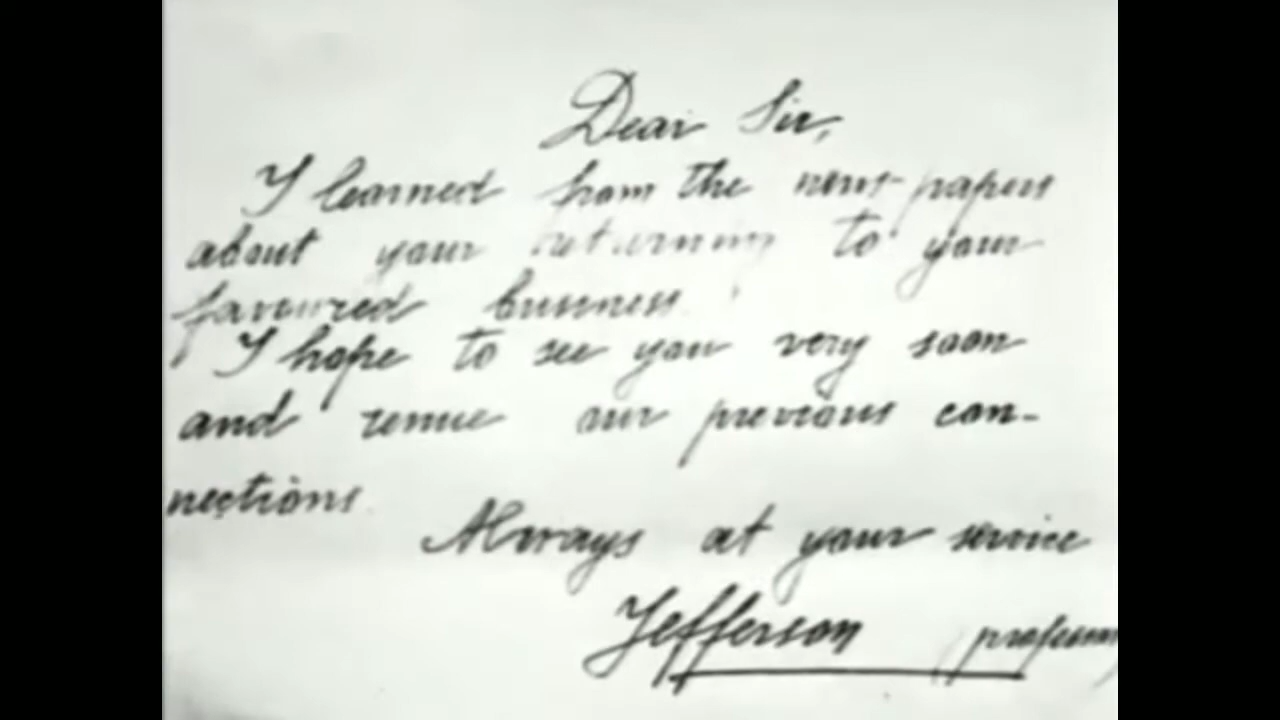 Dear Sir,
I learned from the news-papers
about your returning to your
favoured business.
I hope to see you very soon
and renue our previous con-
nections.
Always at your service
Jefferson